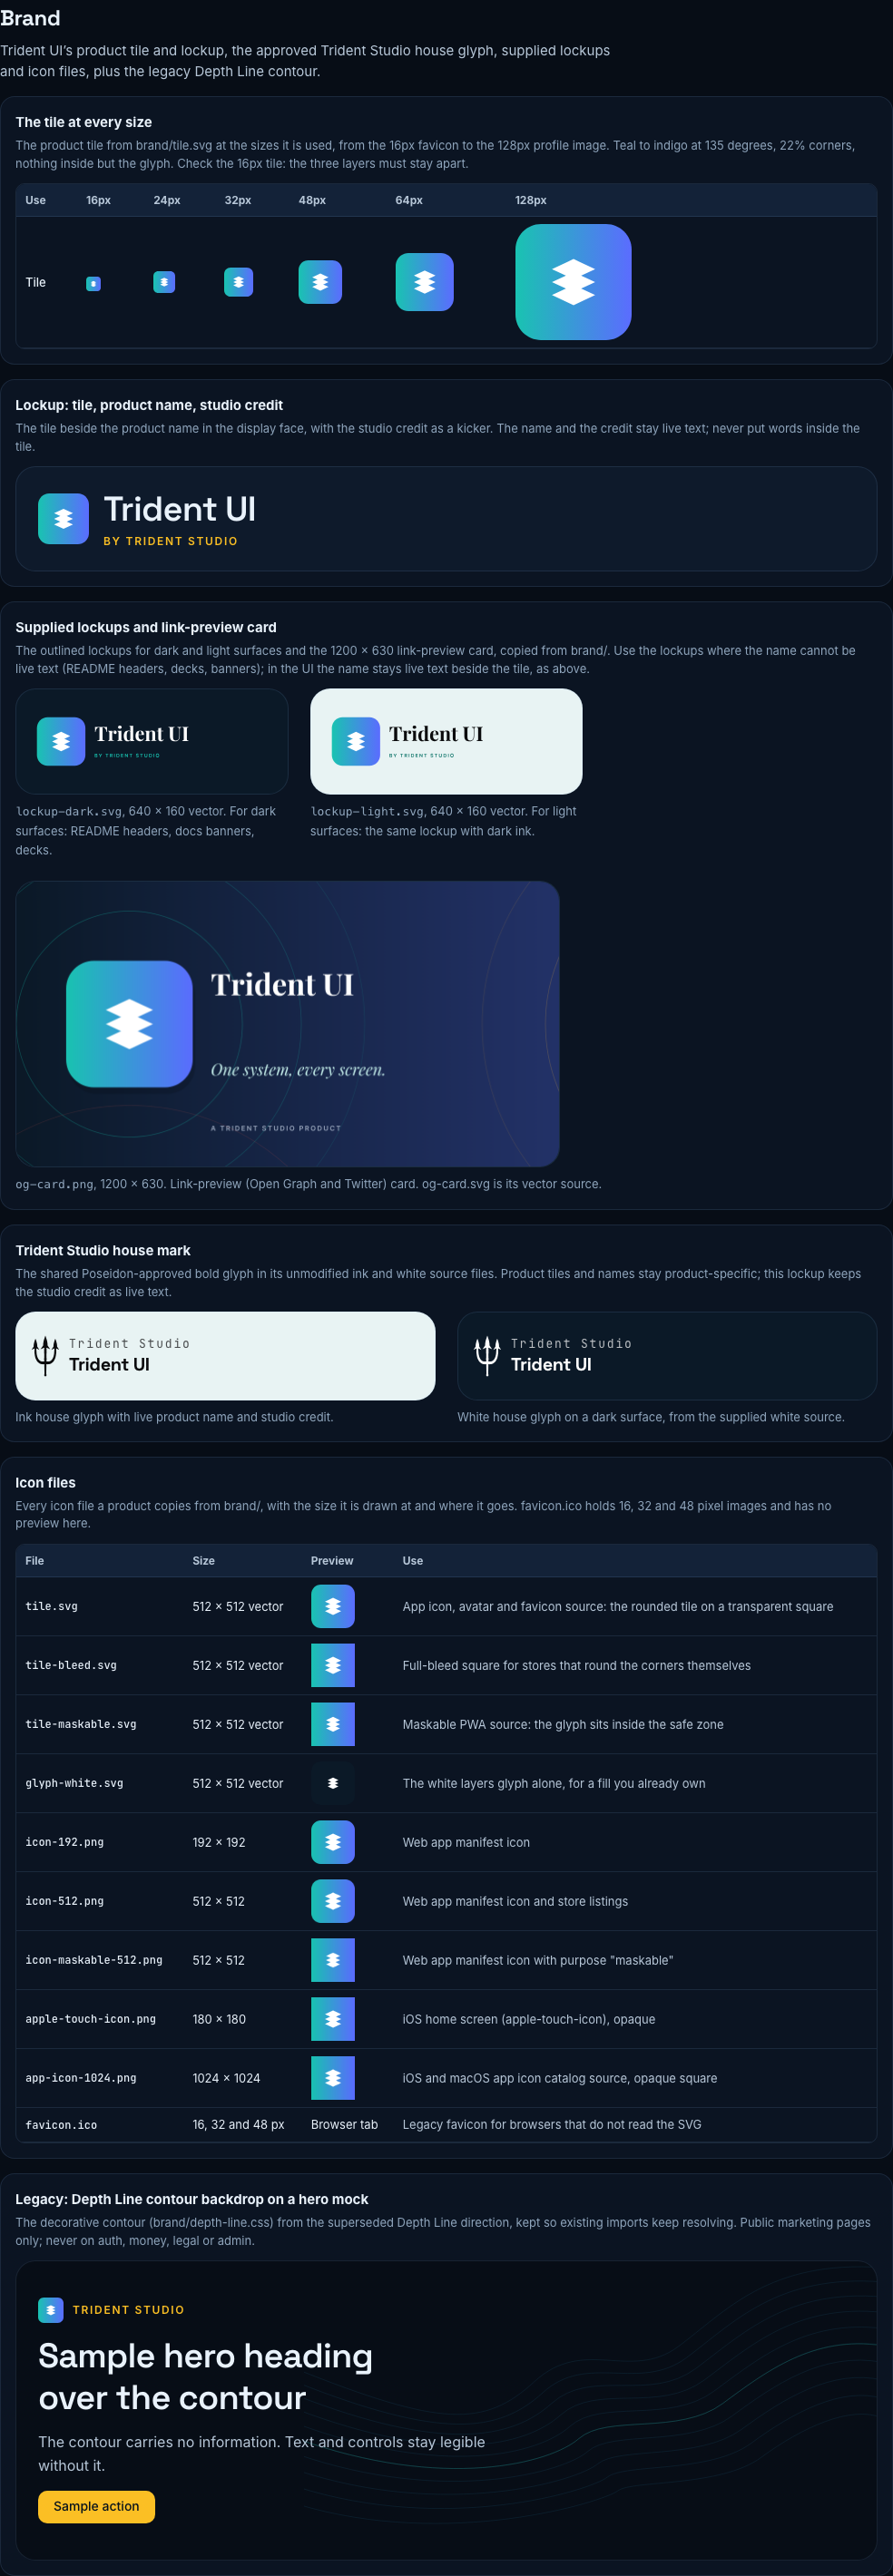 Brand
Trident UI's product tile and lockup, the approved Trident Studio house glyph, supplied lockups
and icon files, plus the legacy Depth Line contour.
The tile at every size
The product tile from brand/tile.svg at the sizes it is used, from the 16px favicon to the 128px profile image. Teal to indigo at 135 degrees, 22% corners,
nothing inside but the glyph. Check the 16px tile: the three layers must stay apart.
Use 16px 24px 32px 48px 64px 128px
Tile
Lockup: tile, product name, studio credit
The tile beside the product name in the display face, with the studio credit as a kicker. The name and the credit stay live text; never put words inside the
tile.
Trident UI
BY TRIDENT STUDIO
Supplied lockups and link-preview card
The outlined lockups for dark and light surfaces and the 1200 × 630 link-preview card, copied from brand/. Use the lockups where the name cannot be
live text (README headers, decks, banners); in the UI the name stays live text beside the tile, as above.
Trident UI
BY TRIDENT STUDIO
Trident UI
BY TRIDENT STUDIO
lockup-dark.svg, 640 × 160 vector. For dark
surfaces: README headers, docs banners,
decks.
lockup-light.svg, 640 × 160 vector. For light
surfaces: the same lockup with dark ink.
Trident UI
One system, every screen.
A TRIDENT STUDIO PRODUCT
og-card.png, 1200 × 630. Link-preview (Open Graph and Twitter) card. og-card.svg is its vector source.
Trident Studio house mark
The shared Poseidon-approved bold glyph in its unmodified ink and white source files. Product tiles and names stay product-specific; this lockup keeps
the studio credit as live text.
Trident Studio
Trident UI
Trident Studio
Trident UI
Ink house glyph with live product name and studio credit.
White house glyph on a dark surface, from the supplied white source.
Icon files
Every icon file a product copies from brand/, with the size it is drawn at and where it goes. favicon.ico holds 16, 32 and 48 pixel images and has no
preview here.
File Size Preview Use
tile.svg 512 × 512 vector App icon, avatar and favicon source: the rounded tile on a transparent square
tile-bleed.svg 512 × 512 vector Full-bleed square for stores that round the corners themselves
tile-maskable.svg 512 × 512 vector Maskable PWA source: the glyph sits inside the safe zone
glyph-white.svg 512 × 512 vector The white layers glyph alone, for a fill you already own
icon-192.png 192 × 192 Web app manifest icon
icon-512.png 512 × 512 Web app manifest icon and store listings
icon-maskable-512.png 512 × 512 Web app manifest icon with purpose "maskable"
apple-touch-icon.png 180 × 180 iOS home screen (apple-touch-icon), opaque
app-icon-1024.png 1024 × 1024 iOS and macOS app icon catalog source, opaque square
favicon.ico 16, 32 and 48 px Browser tab Legacy favicon for browsers that do not read the SVG
Legacy: Depth Line contour backdrop on a hero mock
The decorative contour (brand/depth-line.css) from the superseded Depth Line direction, kept so existing imports keep resolving. Public marketing pages
only; never on auth, money, legal or admin.
TRIDENT STUDIO
Sample hero heading
over the contour
The contour carries no information. Text and controls stay legible
without it.
Sample action